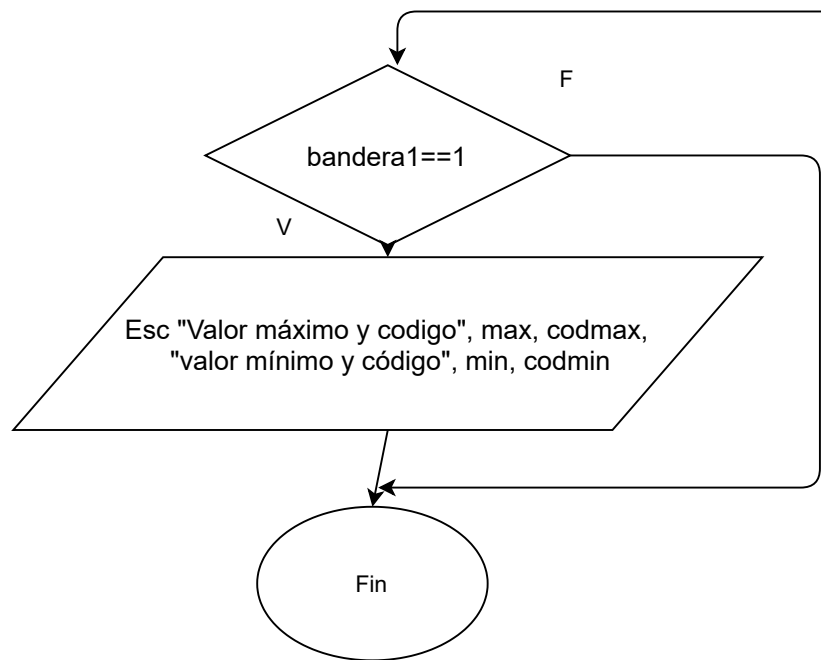 F
bandera1==1
V
Esc "Valor máximo y codigo", max, codmax,
"valor mínimo y código", min, codmin
Fin